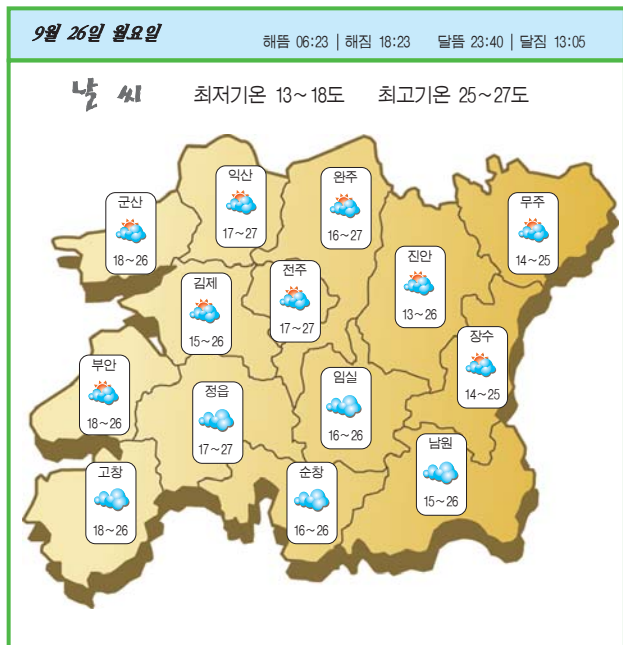 9월 26일 월요일
해뜸 06:23 | 해짐 18:23 달뜸 23:40 | 달짐 13:05
날 씨 최저기온 13~18도 최고기온 25~27도
군산
18~26
익산
17~27
완주
16~27
무주
14~25
김제
15~26
전주
17~27
진안
13~26
장수
14~25
부안
18~26
정읍
17~27
임실
16~26
남원
15~26
고창
18~26
순창
16~26